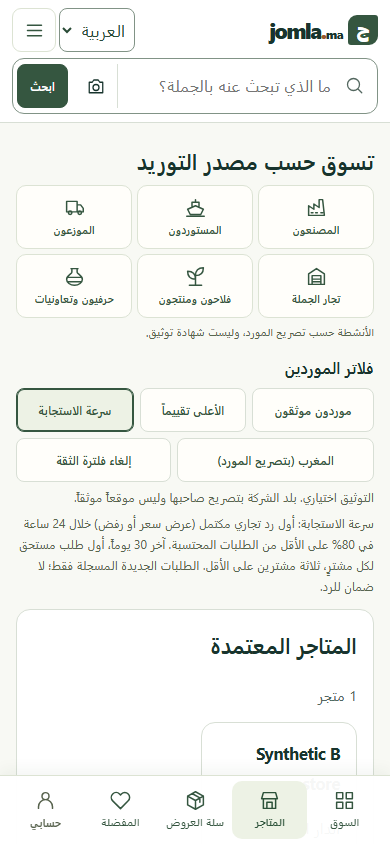 ج jomla.ma
العربية
ما الذي تبحث عنه بالجملة؟
ابحث
تسوق حسب مصدر التوريد
المصنعون
المستوردون
الموزعون
تجار الجملة
فلاحون ومنتجون
حرفيون وتعاونيات
الأنشطة حسب تصريح المورد، وليست شهادة توثيق.
فلاتر الموردين
موردون موثقون
الأعلى تقييماً
سرعة الاستجابة
المغرب (بتصريح المورد)
إلغاء فلترة الثقة
التوثيق اختياري. بلد الشركة بتصريح صاحبها وليس موقعاً موثقاً.
سرعة الاستجابة: أول رد تجاري مكتمل (عرض سعر أو رفض) خلال 24 ساعة
في 80% على الأقل من الطلبات المحتسبة. آخر 30 يوماً، أول طلب مستحق
لكل مشترٍ، ثلاثة مشترين على الأقل. الطلبات الجديدة المسجلة فقط؛ لا
ضمان للرد.
المتاجر المعتمدة
1 متجر
Synthetic B
store
السوق
المتاجر
سلة العروض
المفضلة
حسابي